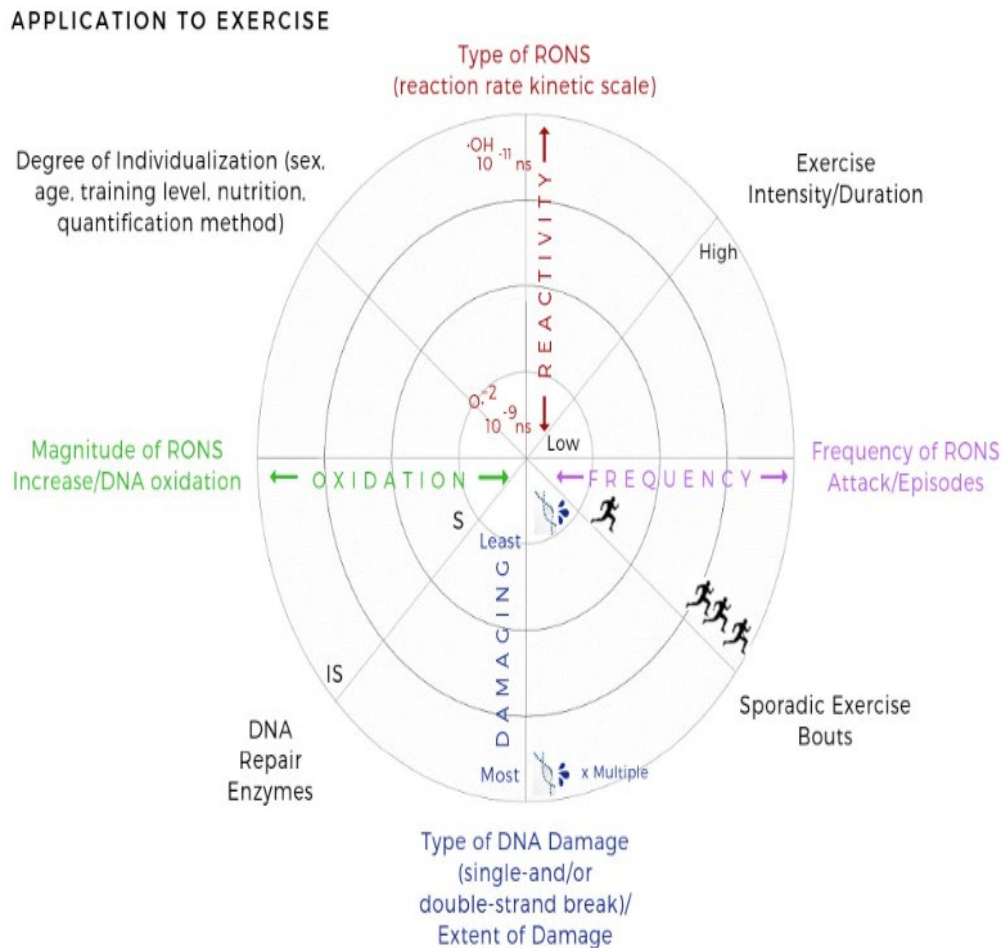 APPLICATION TO EXERCISE
Type of RONS
(reaction rate kinetic scale)
Degree of Individualization (sex,
age, training level, nutrition,
quantification method)
·OH
10 -11 ns
Exercise
Intensity/Duration
High
REACTIVITY
O·-2
10 -9 ns
Low
Magnitude of RONS
Increase/DNA oxidation
OXIDATION
FREQUENCY
Frequency of RONS
Attack/Episodes
S
Least
DAMAGING
IS
Sporadic Exercise
Bouts
DNA
Repair
Enzymes
Most
x Multiple
Type of DNA Damage
(single-and/or
double-strand break)/
Extent of Damage